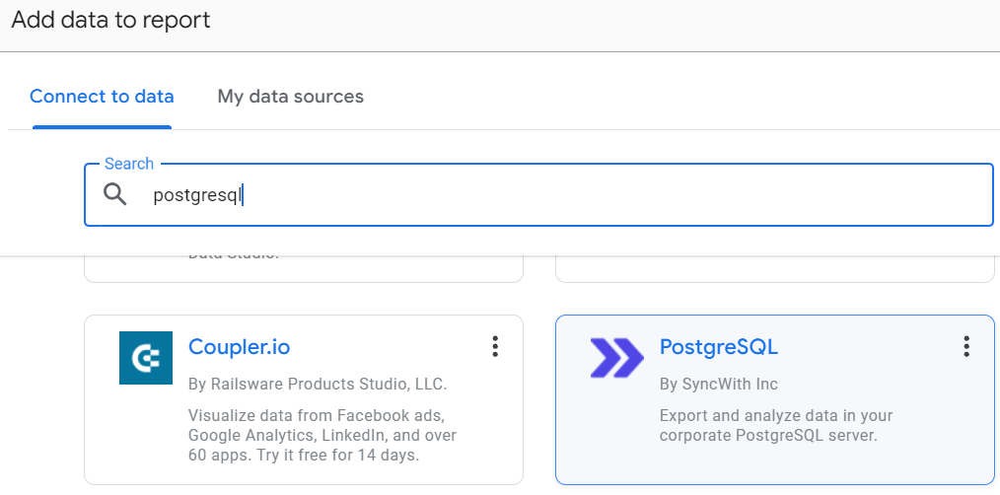 Add data to report
Connect to data
My data sources
Search
postgresql
Data Studio.
Coupler.io
By Railsware Products Studio, LLC.
Visualize data from Facebook ads,
Google Analytics, LinkedIn, and over
60 apps. Try it free for 14 days.
PostgreSQL
By SyncWith Inc
Export and analyze data in your
corporate PostgreSQL server.